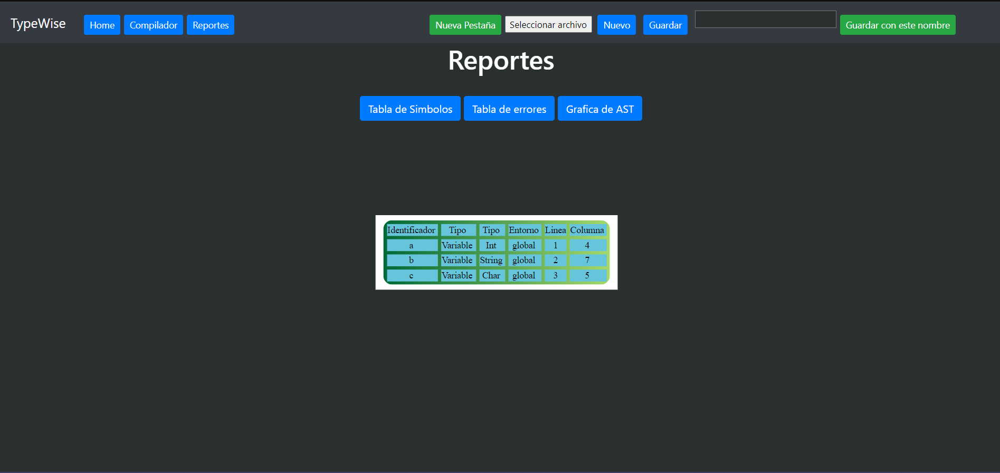 TypeWise Home Compilador Reportes Nueva Pestaña Seleccionar archivo Nuevo Guardar Guardar con este nombre
Reportes
Tabla de Simbolos Tabla de errores Grafica de AST
Identificador Tipo Tipo Entorno Linea Columna
a Variable Int global 1 4
b Variable String global 2 7
c Variable Char global 3 5